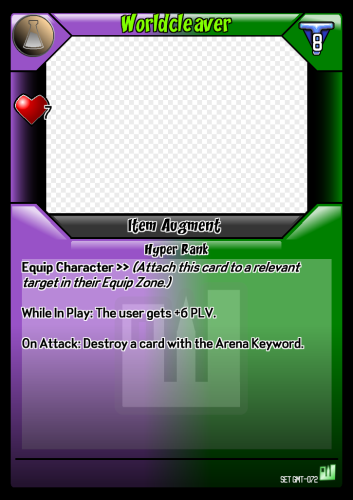 Worldcleaver
8
7
Item Augment
Hyper Rank
Equip Character >> (Attach this card to a relevant
target in their Equip Zone.)
While In Play: The user gets +6 PLV.
On Attack: Destroy a card with the Arena Keyword.
SET GMT-072